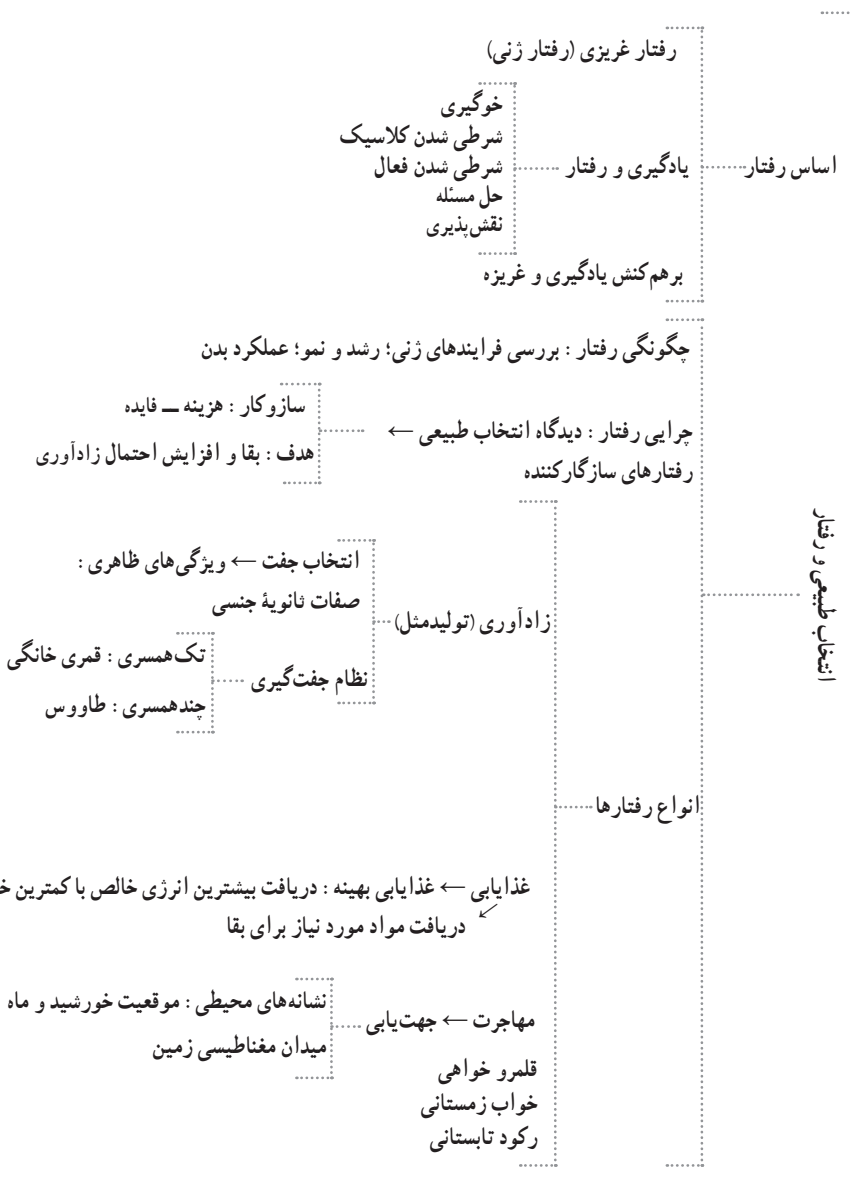 اساس رفتار
رفتار غریزی (رفتار ژنی)
یادگیری و رفتار
خوگیری
شرطی شدن کلاسیک
شرطی شدن فعال
حل مسئله
نقش‌پذیری
برهم‌کنش یادگیری و غریزه
انتخاب طبیعی و رفتار
چگونگی رفتار : بررسی فرایندهای ژنی؛ رشد و نمو؛ عملکرد بدن
چرایی رفتار : دیدگاه انتخاب طبیعی ←
رفتارهای سازگارکننده
سازوکار : هزینه ــ فایده
هدف : بقا و افزایش احتمال زادآوری
انواع رفتارها
زادآوری (تولیدمثل)
انتخاب جفت ← ویژگی‌های ظاهری :
صفات ثانویهٔ جنسی
نظام جفت‌گیری
تک‌همسری : قمری خانگی
چندهمسری : طاووس
غذایابی ← غذایابی بهینه : دریافت بیشترین انرژی خالص با کمترین
↙ دریافت مواد مورد نیاز برای بقا
مهاجرت ← جهت‌یابی
نشانه‌های محیطی : موقعیت خورشید و ماه
میدان مغناطیسی زمین
قلمرو خواهی
خواب زمستانی
رکود تابستانی